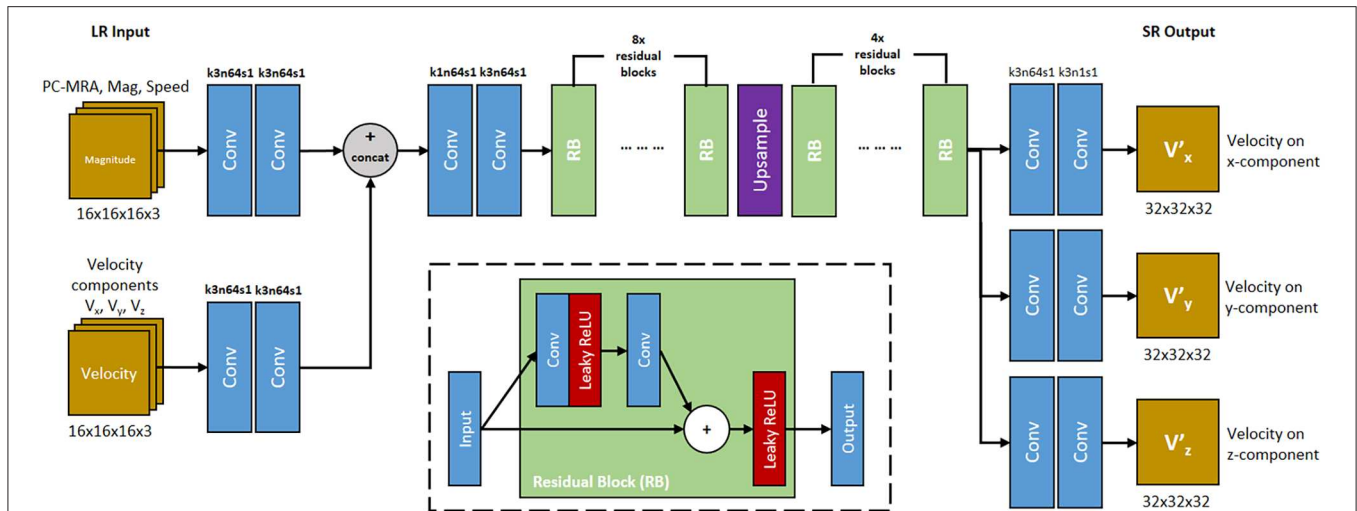 LR Input
SR Output
8x
residual
blocks
4x
residual
blocks
PC-MRA, Mag, Speed
k3n64s1 k3n64s1
k1n64s1 k3n64s1
k3n64s1 k3n1s1
Magnitude
Conv
Conv
+
concat
Conv
Conv
RB
... ... ...
RB
Upsample
RB
... ... ...
RB
Conv
Conv
V'x
Velocity on
x-component
16x16x16x3
32x32x32
Velocity
components
Vx, Vy, Vz
k3n64s1 k3n64s1
Velocity
Conv
Conv
16x16x16x3
Input
Conv
Leaky ReLU
Conv
+
Leaky ReLU
Output
Residual Block (RB)
Conv
Conv
V'y
Velocity on
y-component
32x32x32
Conv
Conv
V'z
Velocity on
z-component
32x32x32